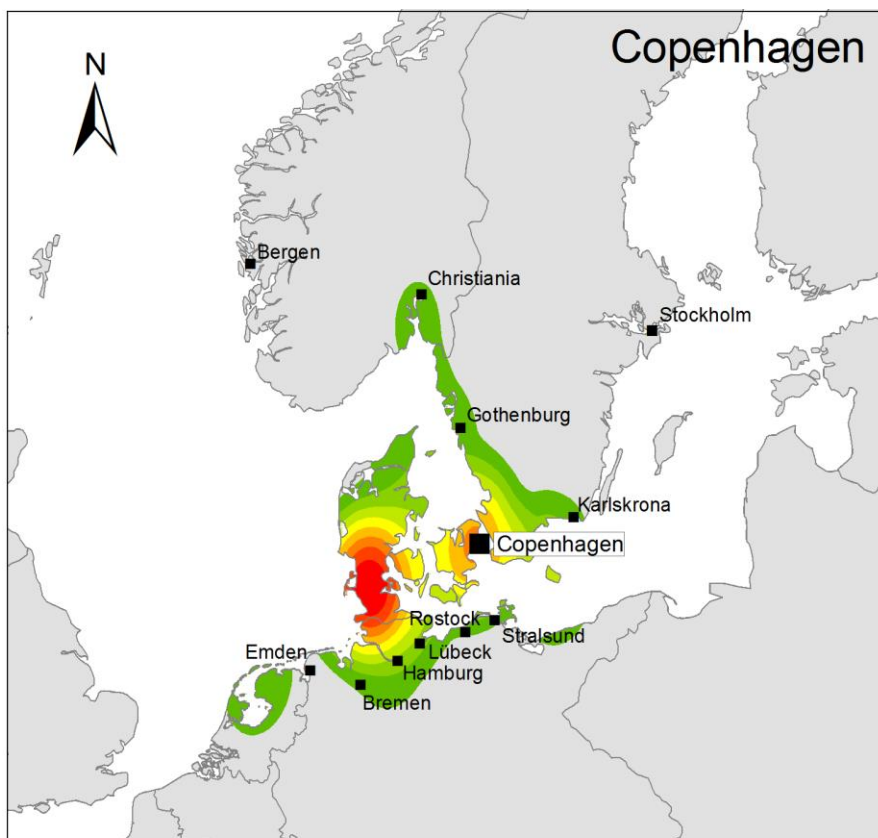 Copenhagen
N
Bergen
Christiania
Stockholm
Gothenburg
Karlskrona
Copenhagen
Rostock
Stralsund
Emden
Lübeck
Hamburg
Bremen